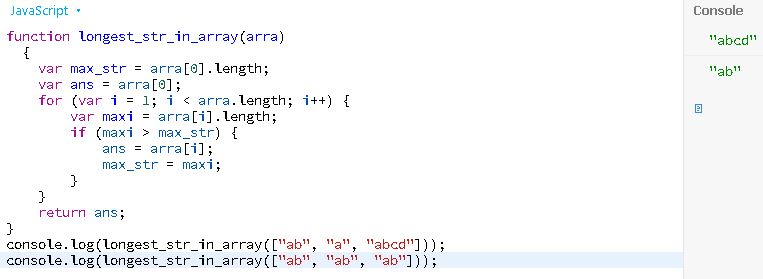 JavaScript
function longest_str_in_array(arra)
  {
    var max_str = arra[0].length;
    var ans = arra[0];
    for (var i = 1; i < arra.length; i++) {
        var maxi = arra[i].length;
        if (maxi > max_str) {
            ans = arra[i];
            max_str = maxi;
        }
    }
    return ans;
}
console.log(longest_str_in_array(["ab", "a", "abcd"]));
console.log(longest_str_in_array(["ab", "ab", "ab"]));
Console
"abcd"
"ab"